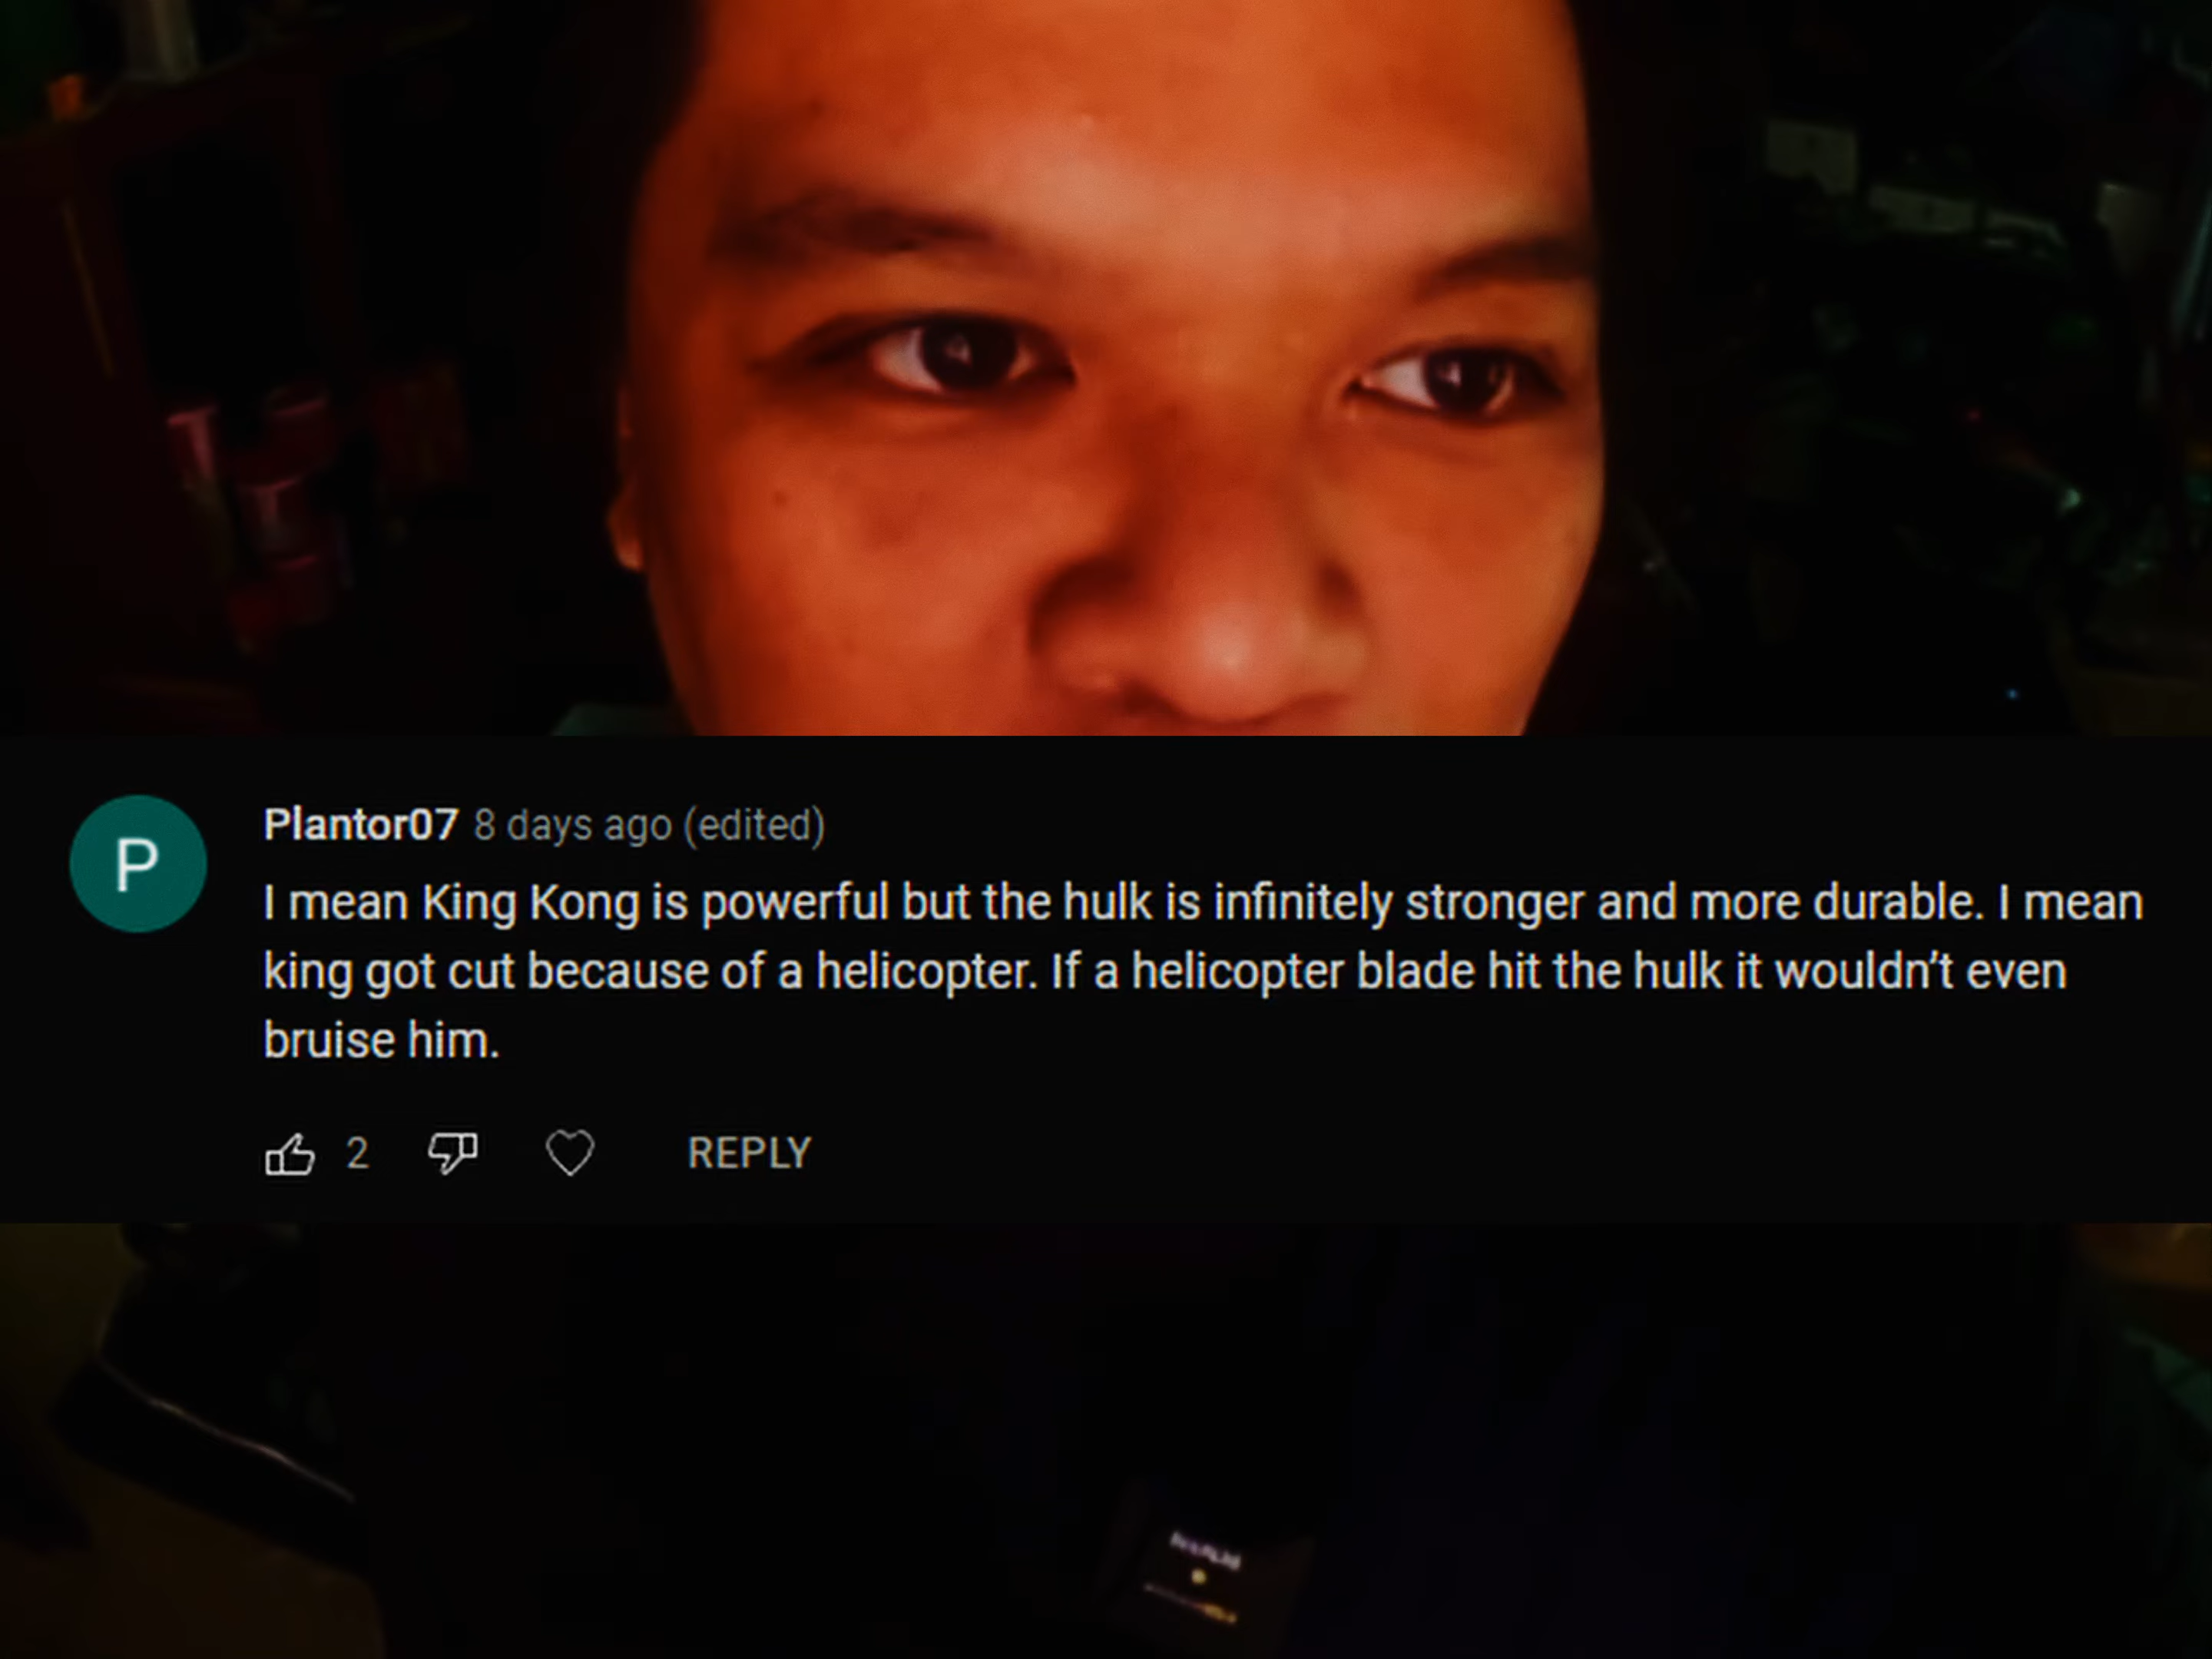 P
Plantor07 8 days ago (edited)
I mean King Kong is powerful but the hulk is infinitely stronger and more durable. I mean
king got cut because of a helicopter. If a helicopter blade hit the hulk it wouldn't even
bruise him.
2 REPLY